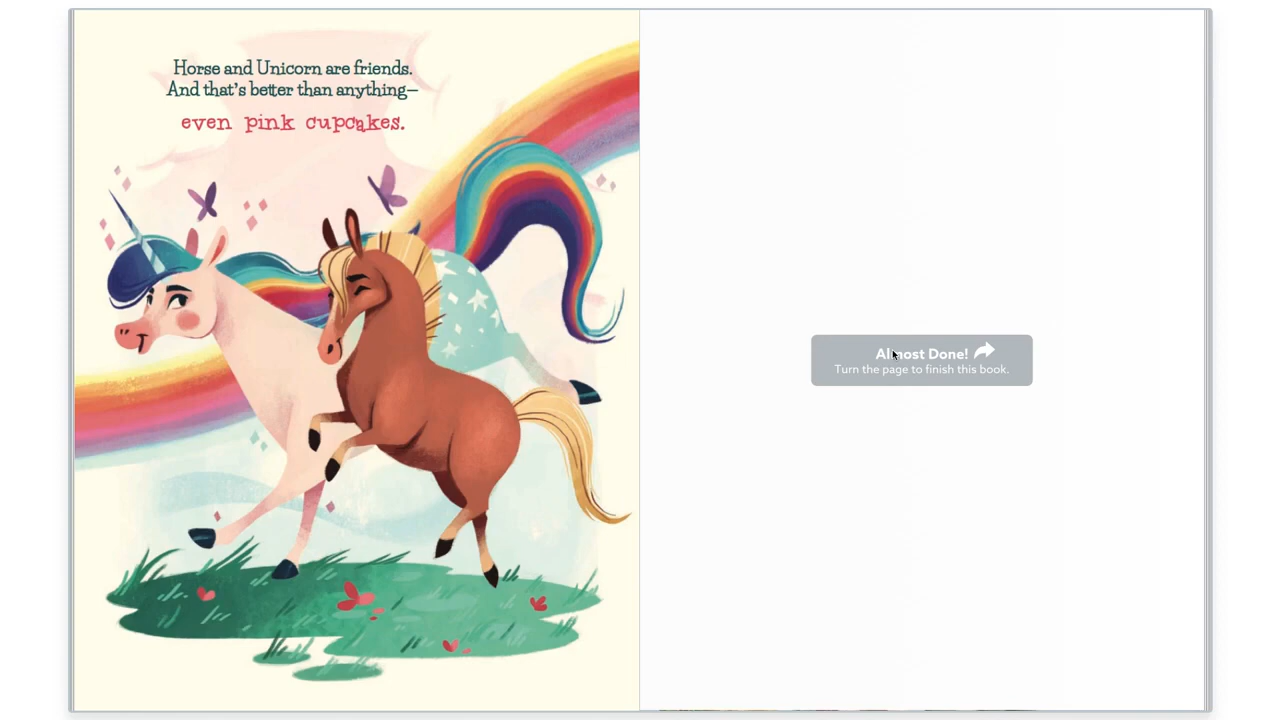 Horse and Unicorn are friends.
And that's better than anything—
even pink cupcakes.
Almost Done!
Turn the page to finish this book.